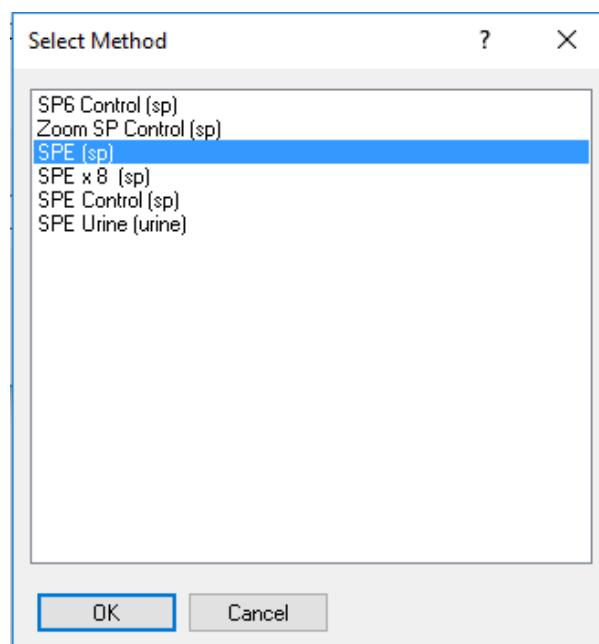 Select Method
?
SP6 Control (sp)
Zoom SP Control (sp)
SPE (sp)
SPE x 8  (sp)
SPE Control (sp)
SPE Urine (urine)
OK
Cancel